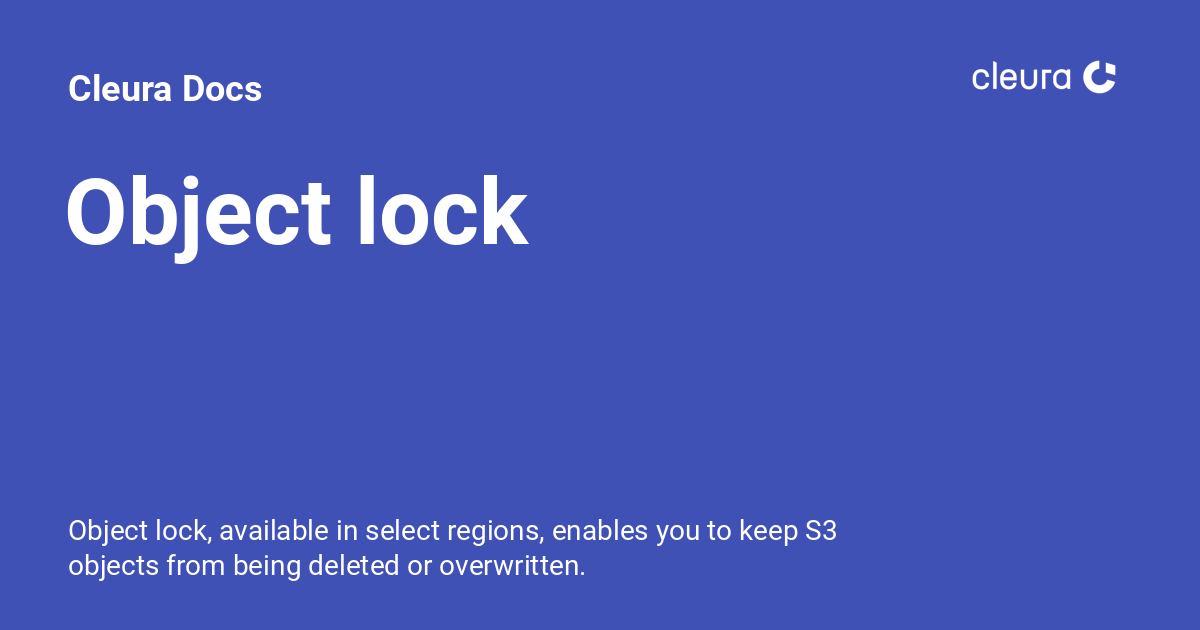 Cleura Docs
cleura
Object lock
Object lock, available in select regions, enables you to keep S3
objects from being deleted or overwritten.